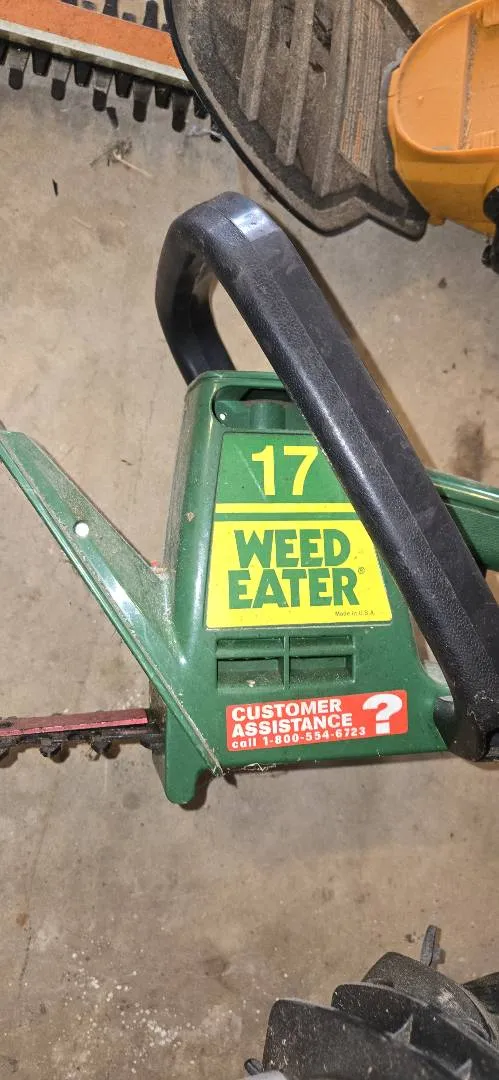 17
WEED
EATER®
Made in U.S.A.
CUSTOMER
ASSISTANCE
call 1-800-554-6723
?